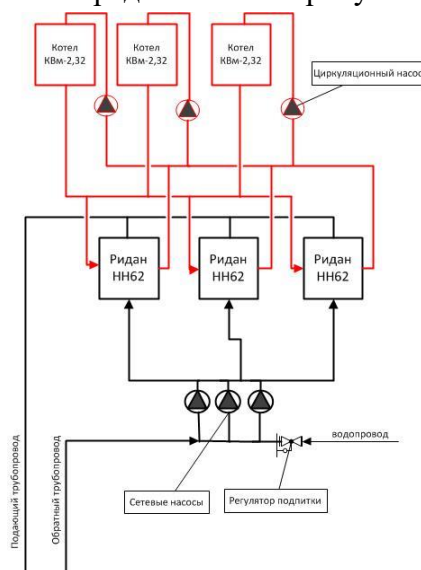 Котел
КВм-2,32
Котел
КВм-2,32
Котел
КВм-2,32
Циркуляционный насос
Ридан
НН62
Ридан
НН62
Ридан
НН62
водопровод
Сетевые насосы
Регулятор подпитки
Подающий трубопровод
Обратный трубопровод